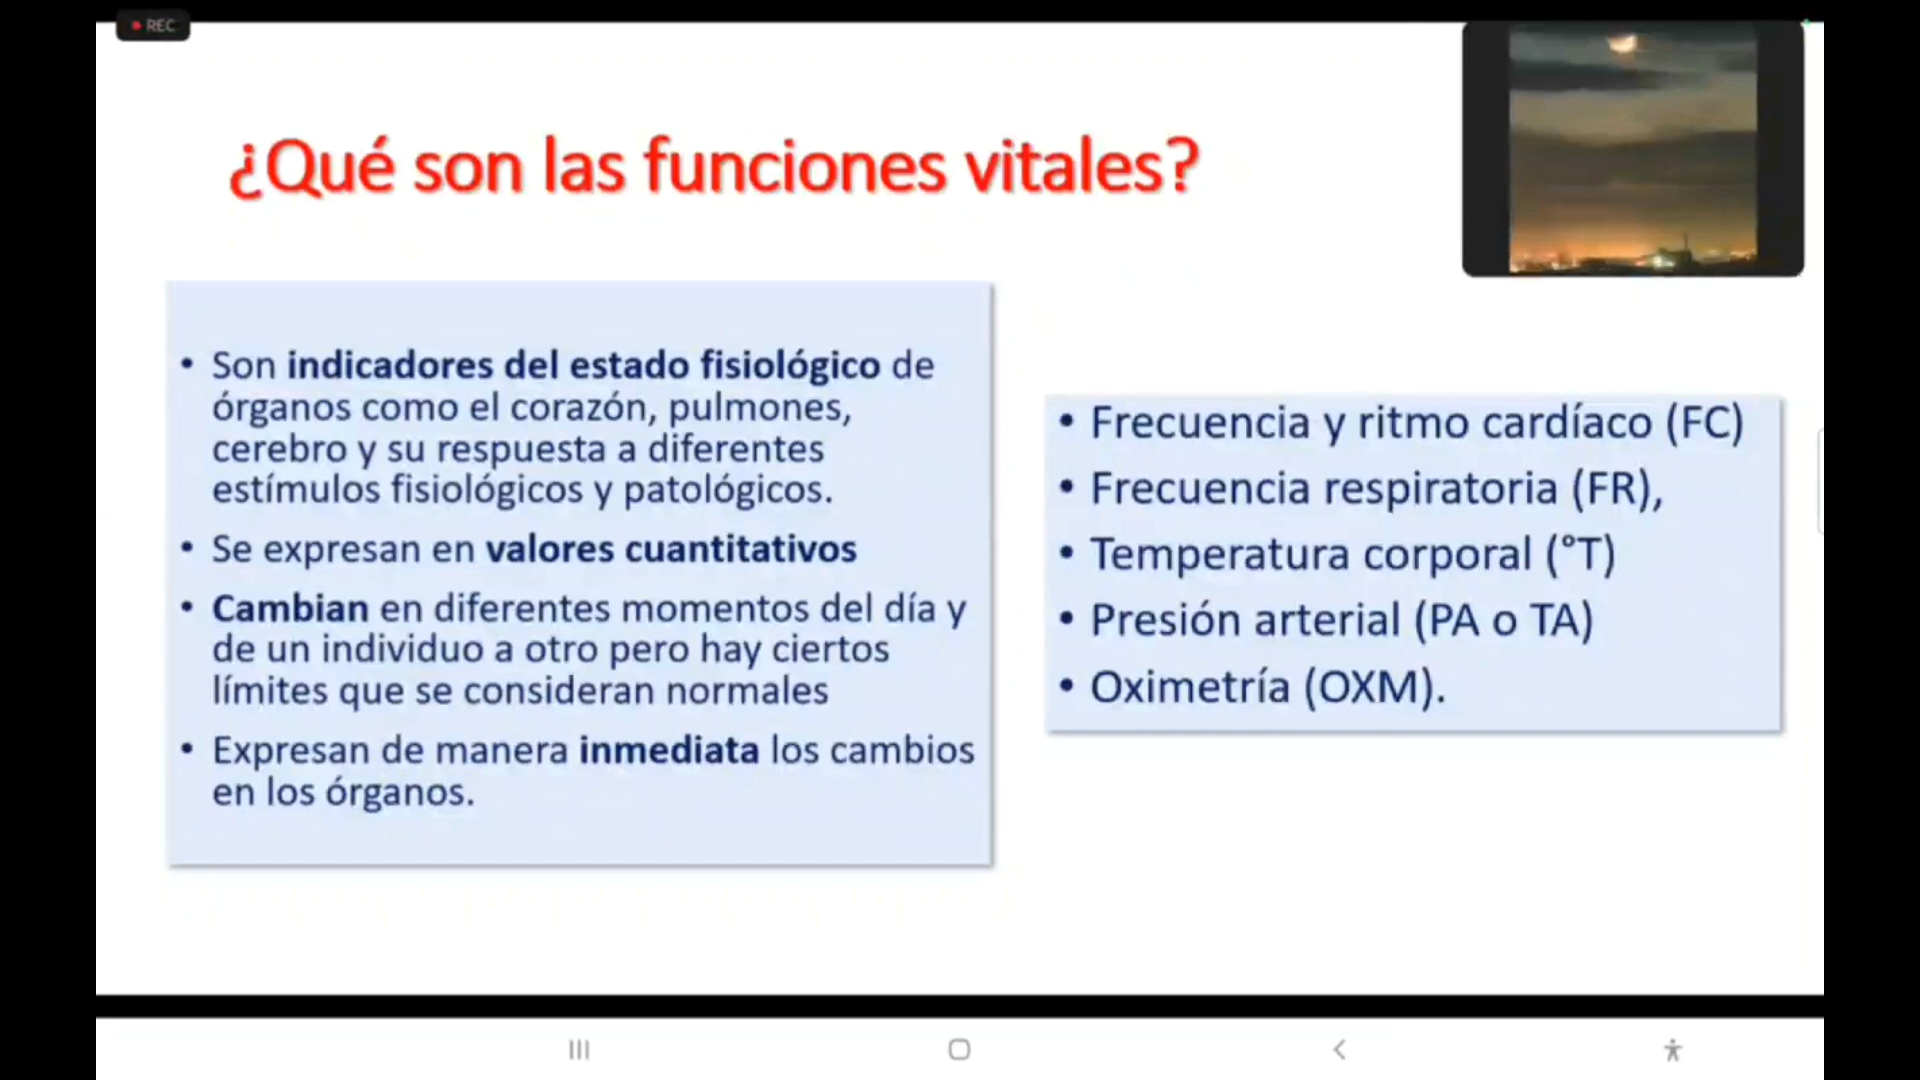 REC
¿Qué son las funciones vitales?
• Son indicadores del estado fisiológico de
órganos como el corazón, pulmones,
cerebro y su respuesta a diferentes
estímulos fisiológicos y patológicos.
• Se expresan en valores cuantitativos
• Cambian en diferentes momentos del día y
de un individuo a otro pero hay ciertos
límites que se consideran normales
• Expresan de manera inmediata los cambios
en los órganos.
• Frecuencia y ritmo cardíaco (FC)
• Frecuencia respiratoria (FR),
• Temperatura corporal (°T)
• Presión arterial (PA o TA)
• Oximetría (OXM).